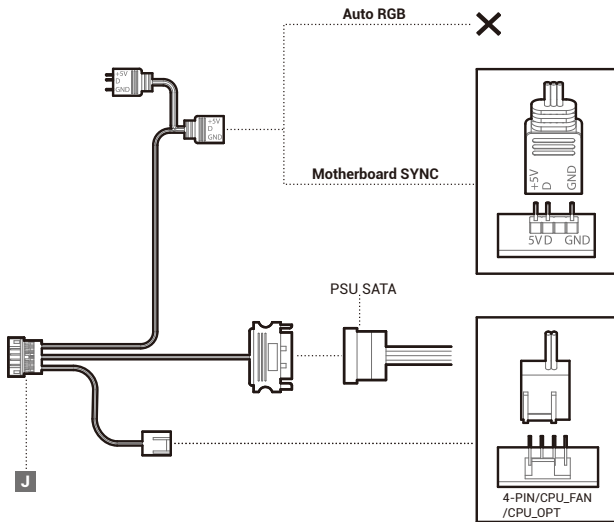 Auto RGB
+5V
D
GND
+5V
D
GND
Motherboard SYNC
+5V
D
GND
5V D GND
PSU SATA
J
4-PIN/CPU_FAN
/CPU_OPT